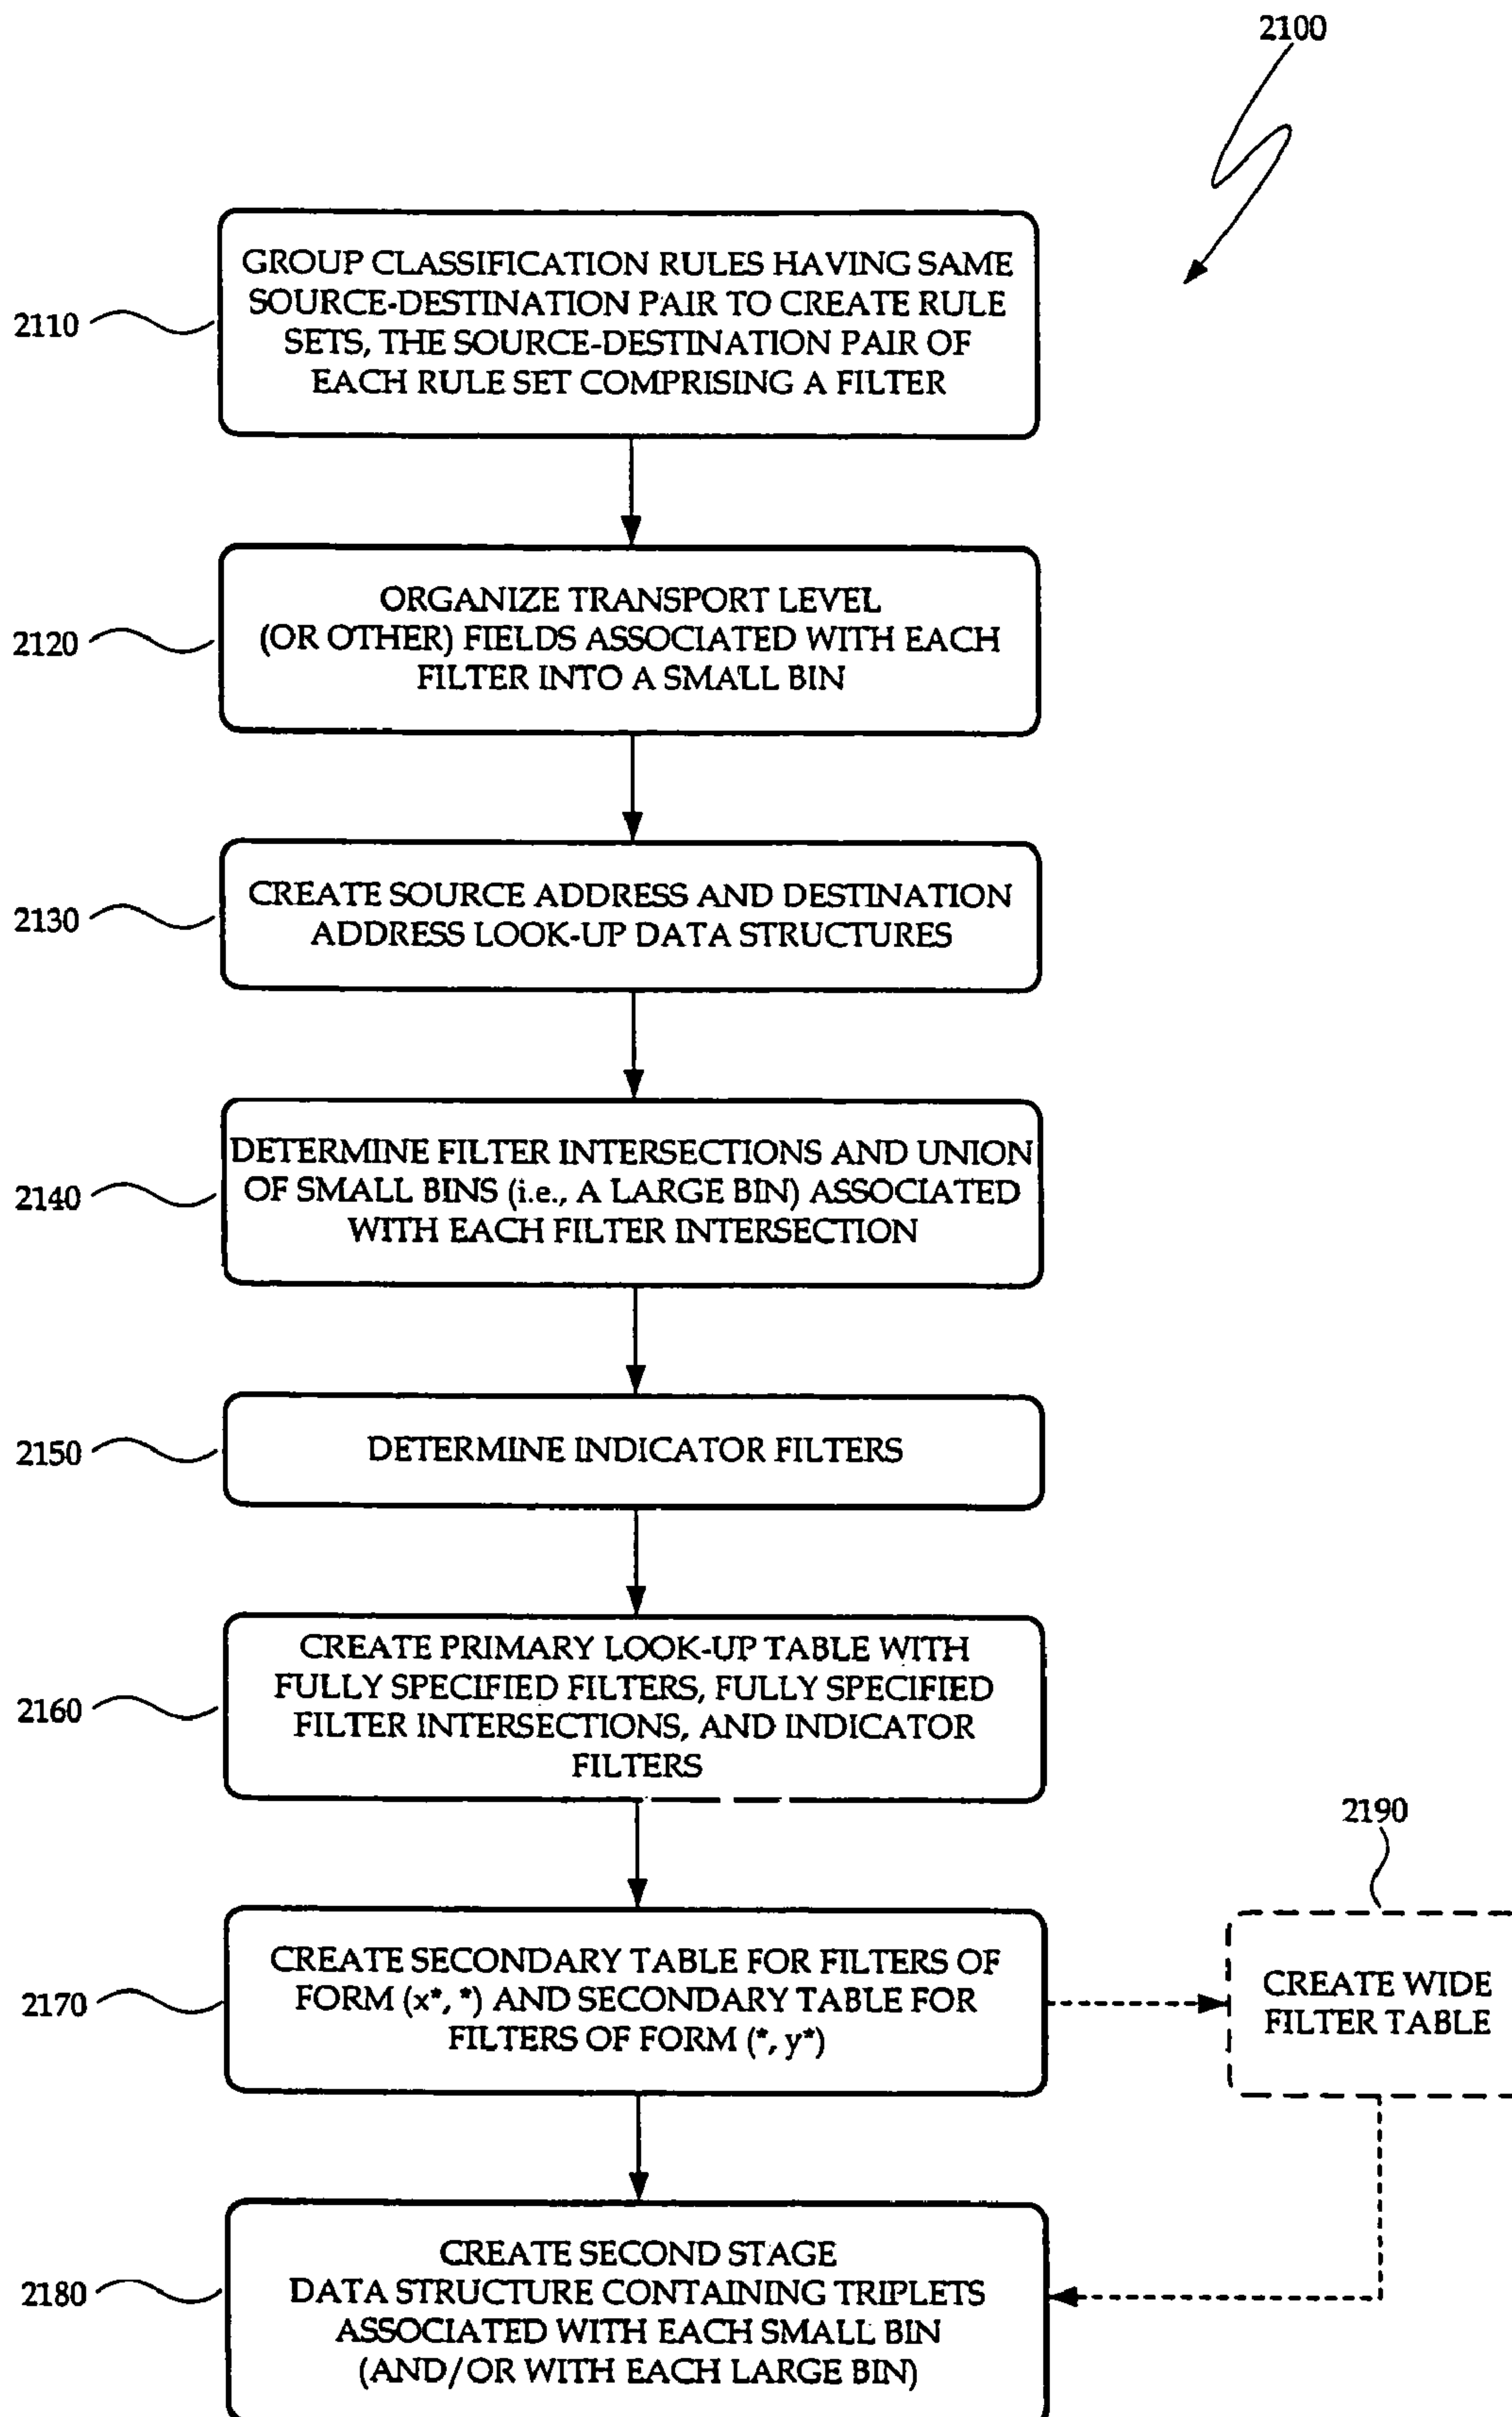 2100
2110
GROUP CLASSIFICATION RULES HAVING SAME
SOURCE-DESTINATION PAIR TO CREATE RULE
SETS, THE SOURCE-DESTINATION PAIR OF
EACH RULE SET COMPRISING A FILTER
2120
ORGANIZE TRANSPORT LEVEL
(OR OTHER) FIELDS ASSOCIATED WITH EACH
FILTER INTO A SMALL BIN
2130
CREATE SOURCE ADDRESS AND DESTINATION
ADDRESS LOOK-UP DATA STRUCTURES
2140
DETERMINE FILTER INTERSECTIONS AND UNION
OF SMALL BINS (i.e., A LARGE BIN) ASSOCIATED
WITH EACH FILTER INTERSECTION
2150
DETERMINE INDICATOR FILTERS
2160
CREATE PRIMARY LOOK-UP TABLE WITH
FULLY SPECIFIED FILTERS, FULLY SPECIFIED
FILTER INTERSECTIONS, AND INDICATOR
FILTERS
2170
CREATE SECONDARY TABLE FOR FILTERS OF
FORM (x*, *) AND SECONDARY TABLE FOR
FILTERS OF FORM (*, y*)
2190
CREATE WIDE
FILTER TABLE
2180
CREATE SECOND STAGE
DATA STRUCTURE CONTAINING TRIPLETS
ASSOCIATED WITH EACH SMALL BIN
(AND/OR WITH EACH LARGE BIN)